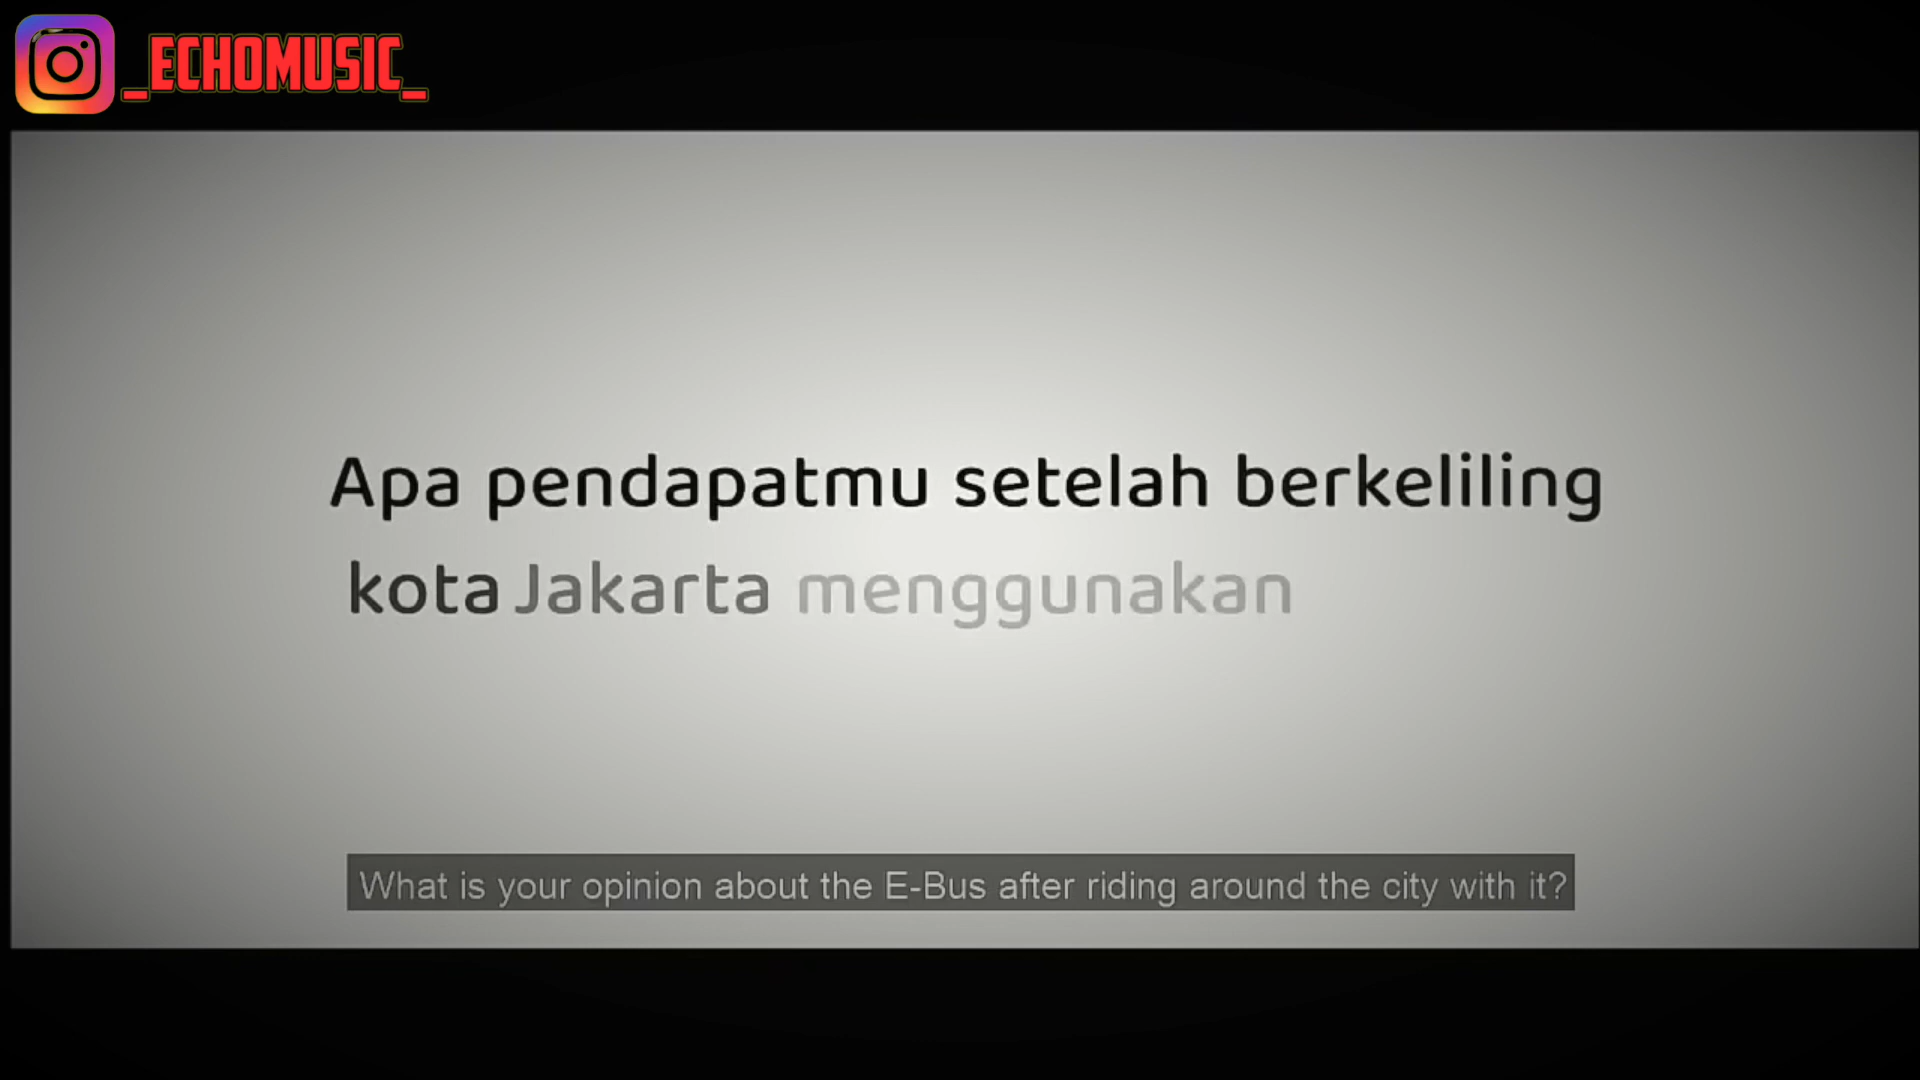 _ECHOMUSIC_
Apa pendapatmu setelah berkeliling
kota Jakarta menggunakan
What is your opinion about the E-Bus after riding around the city with it?